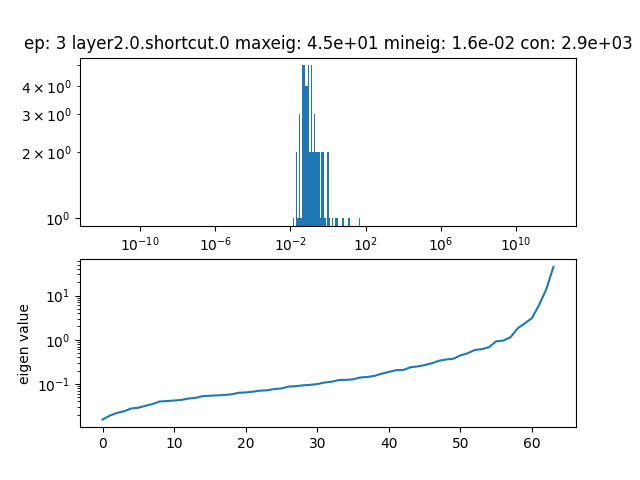 ep: 3 layer2.0.shortcut.0 maxeig: 4.5e+01 mineig: 1.6e-02 con: 2.9e+03
4 × 10⁰
3 × 10⁰
2 × 10⁰
10⁰
10⁻¹⁰ 10⁻⁶ 10⁻² 10² 10⁶ 10¹⁰
eigen value
10¹
10⁰
10⁻¹
0 10 20 30 40 50 60